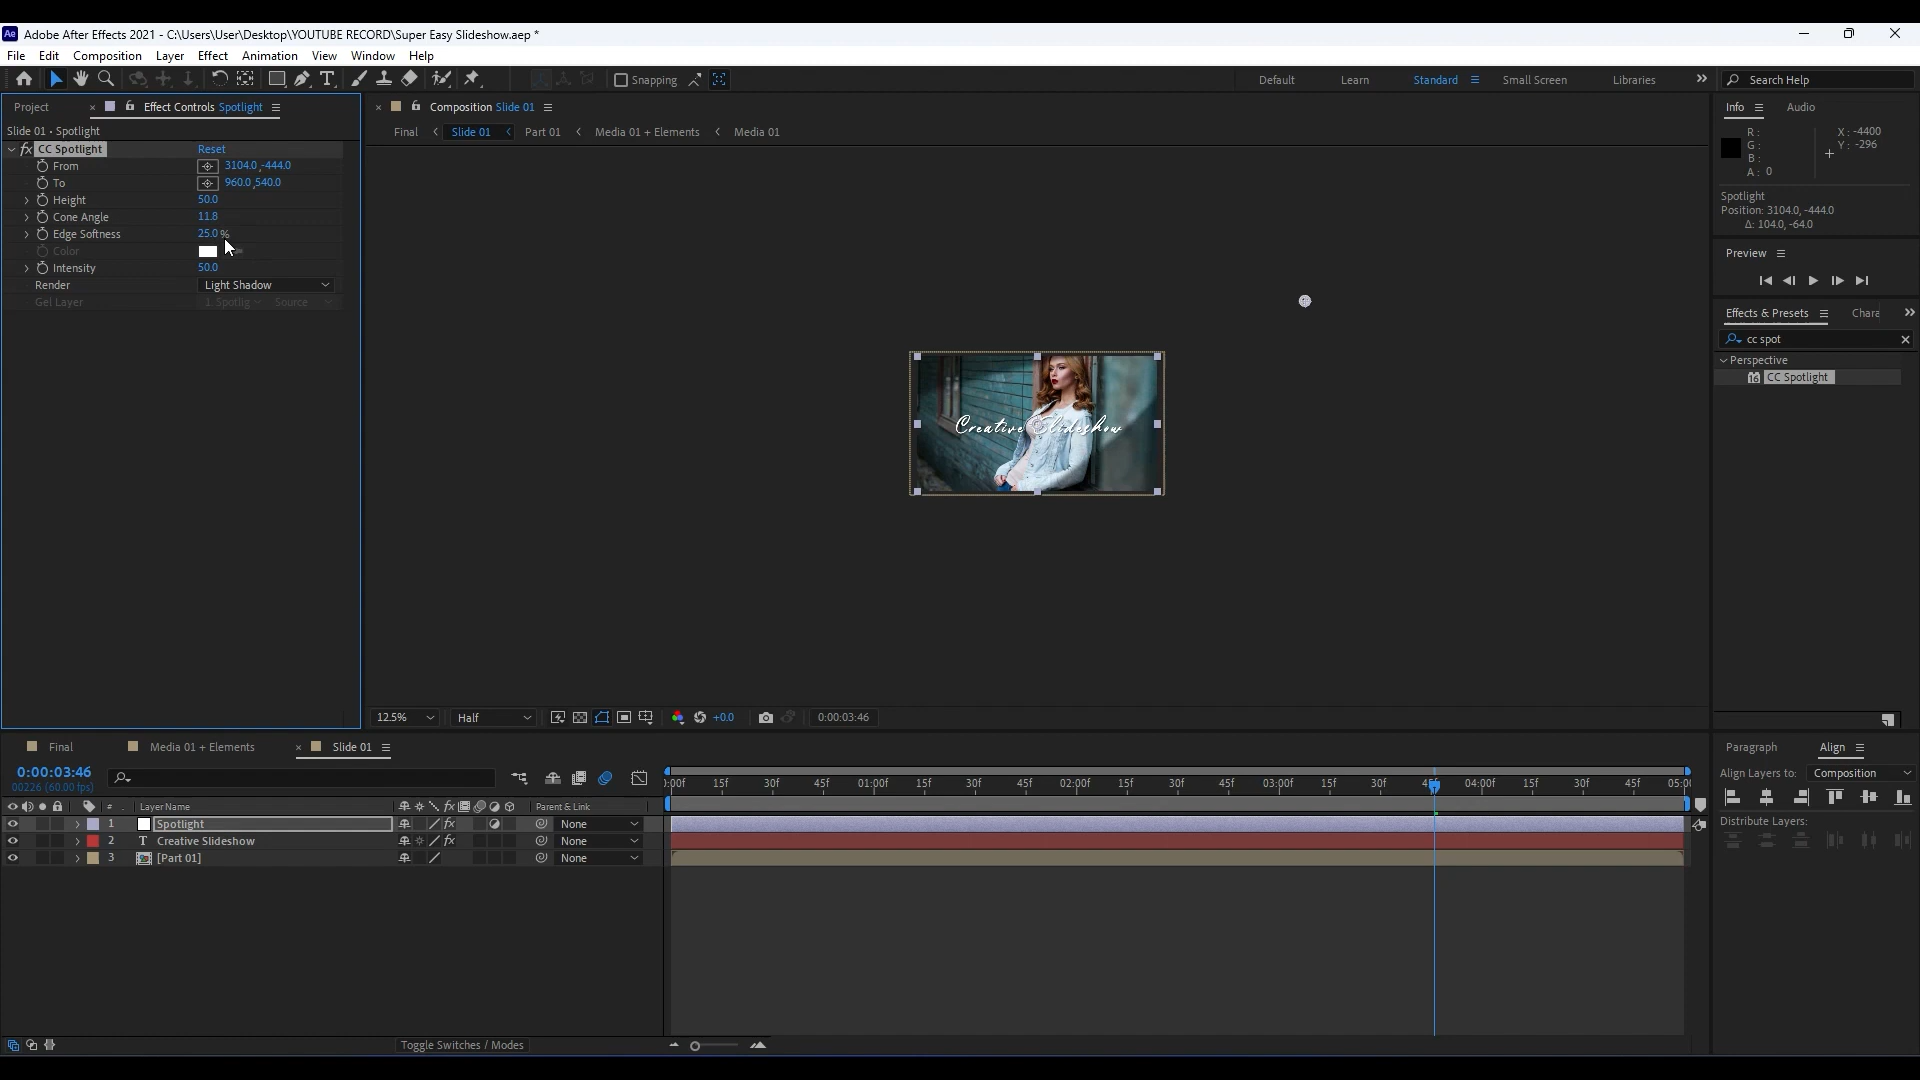 Ae Adobe After Effects 2021 - C:\Users\User\Desktop\YOUTUBE RECORD\Super Easy Slideshow.aep *
File Edit Composition Layer Effect Animation View Window Help
Snapping Default Learn Standard Small Screen Libraries Search Help
Project Effect Controls Spotlight
Slide 01 • Spotlight
fx CC Spotlight Reset
From 3104.0 ,-444.0
To 960.0 ,540.0
Height 50.0
Cone Angle 11.8
Edge Softness 25.0 %
Color
Intensity 50.0
Render Light Shadow
Gel Layer 1. Spotlig Source
Composition Slide 01
Final Slide 01 Part 01 Media 01 + Elements Media 01
Creative Slideshow
12.5% Half +0.0 0:00:03:46
Info Audio
R: X: -4400
G: Y: -296
B:
A: 0
Spotlight
Position: 3104.0, -444.0
Δ: 104.0, -64.0
Preview
Effects & Presets Chara
cc spot
Perspective
16 CC Spotlight
Final Media 01 + Elements Slide 01
0:00:03:46
00226 (60.00 fps)
:00f 15f 30f 45f 01:00f 15f 30f 45f 02:00f 15f 30f 45f 03:00f 15f 30f 45f 04:00f 15f 30f 45f 05:00
# Layer Name fx Parent & Link
1 Spotlight fx None
2 T Creative Slideshow fx None
3 [Part 01] None
Toggle Switches / Modes
Paragraph Align
Align Layers to: Composition
Distribute Layers: